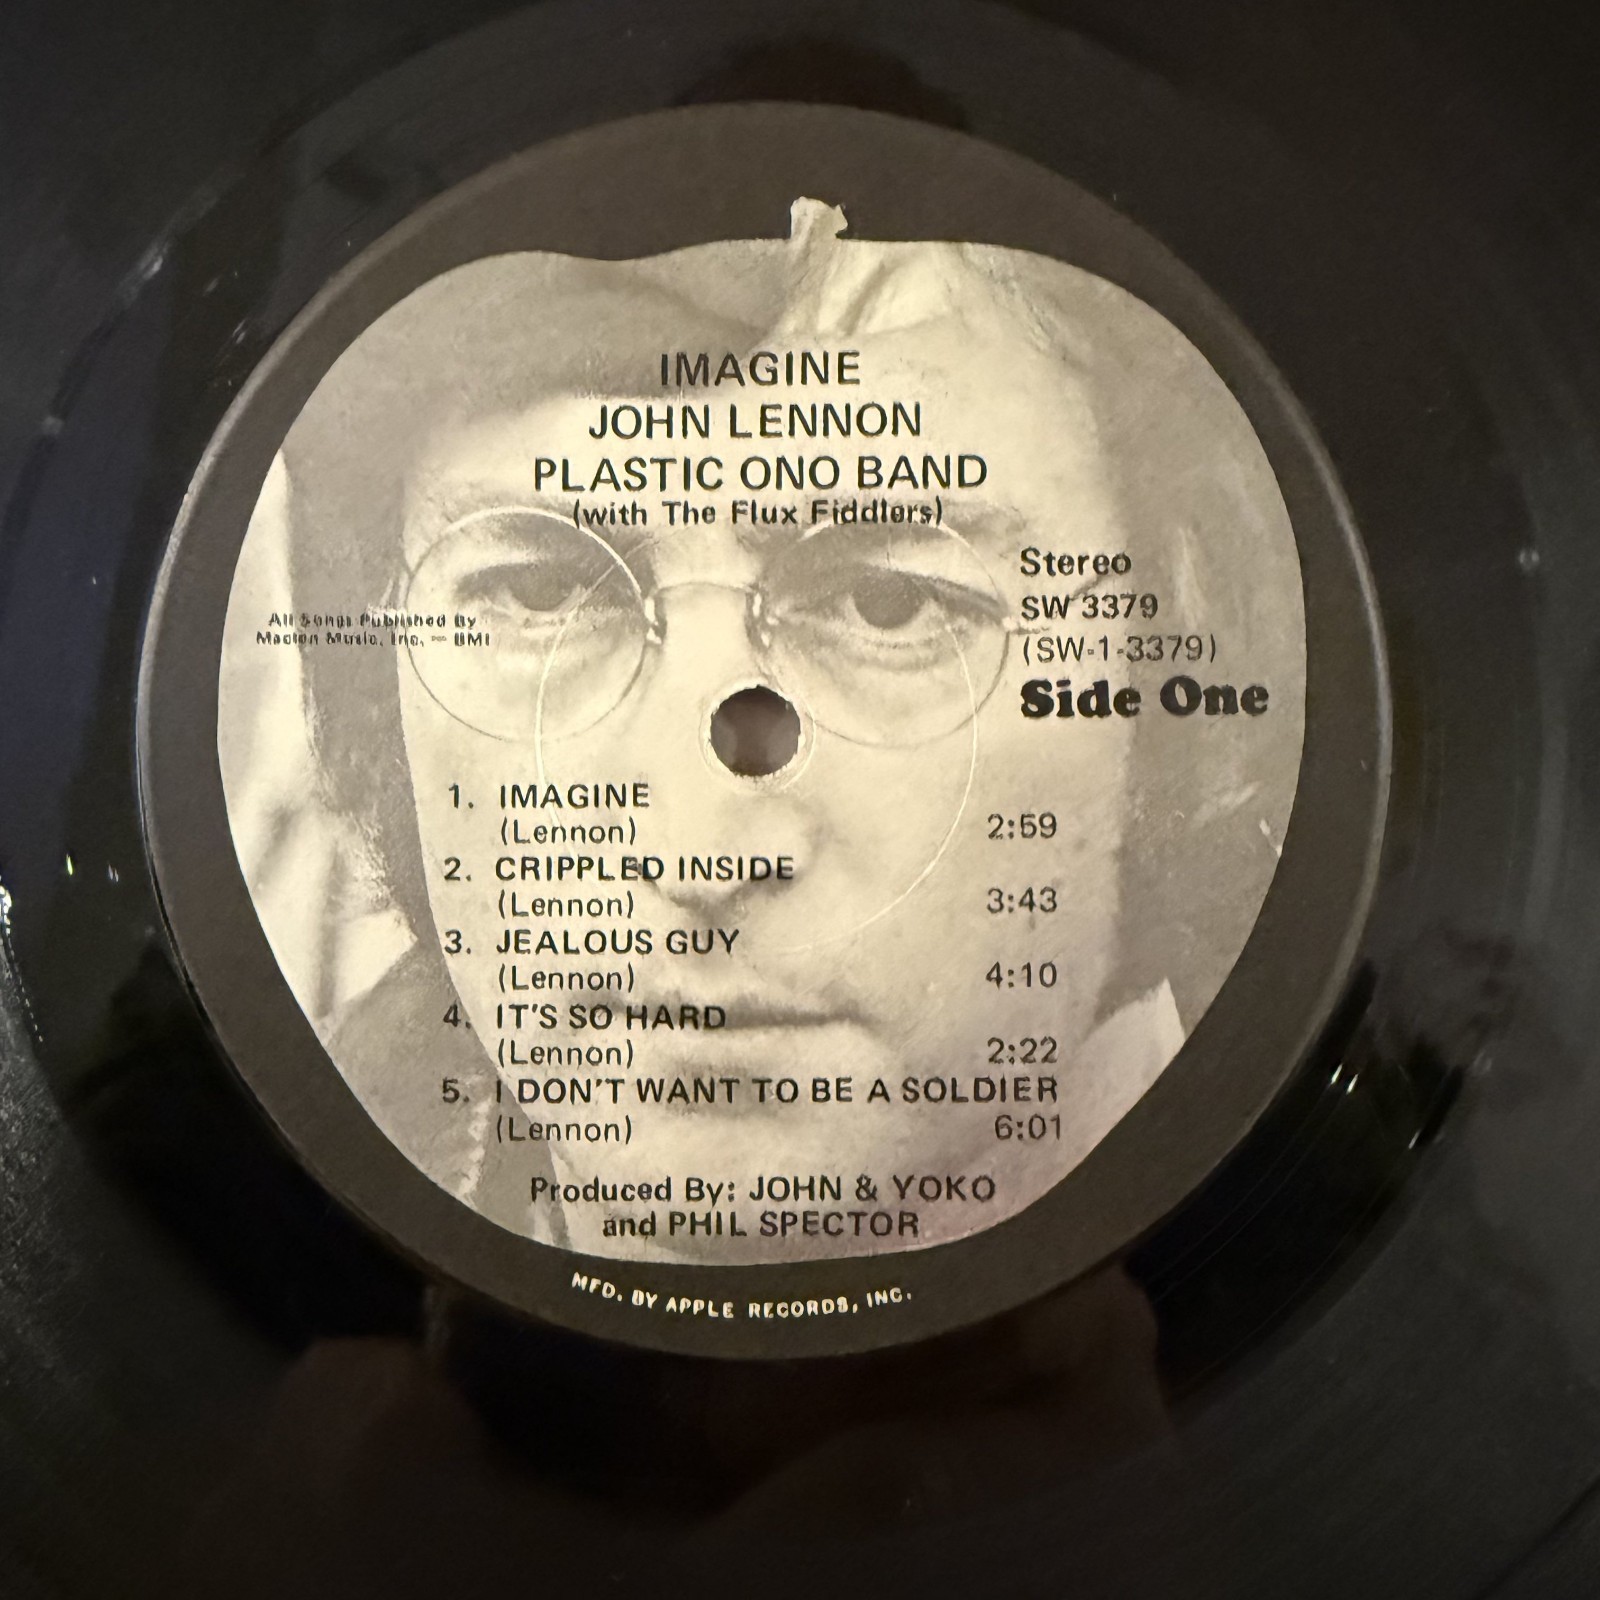 IMAGINE
JOHN LENNON
PLASTIC ONO BAND
(with The Flux Fiddlers)
Stereo
SW 3379
(SW-1-3379)
Side One
All Songs Published By
Maclen Music, Inc. — BMI
1. IMAGINE
(Lennon) 2:59
2. CRIPPLED INSIDE
(Lennon) 3:43
3. JEALOUS GUY
(Lennon) 4:10
4. IT'S SO HARD
(Lennon) 2:22
5. I DON'T WANT TO BE A SOLDIER
(Lennon) 6:01
Produced By: JOHN & YOKO
and PHIL SPECTOR
MFD. BY APPLE RECORDS, INC.